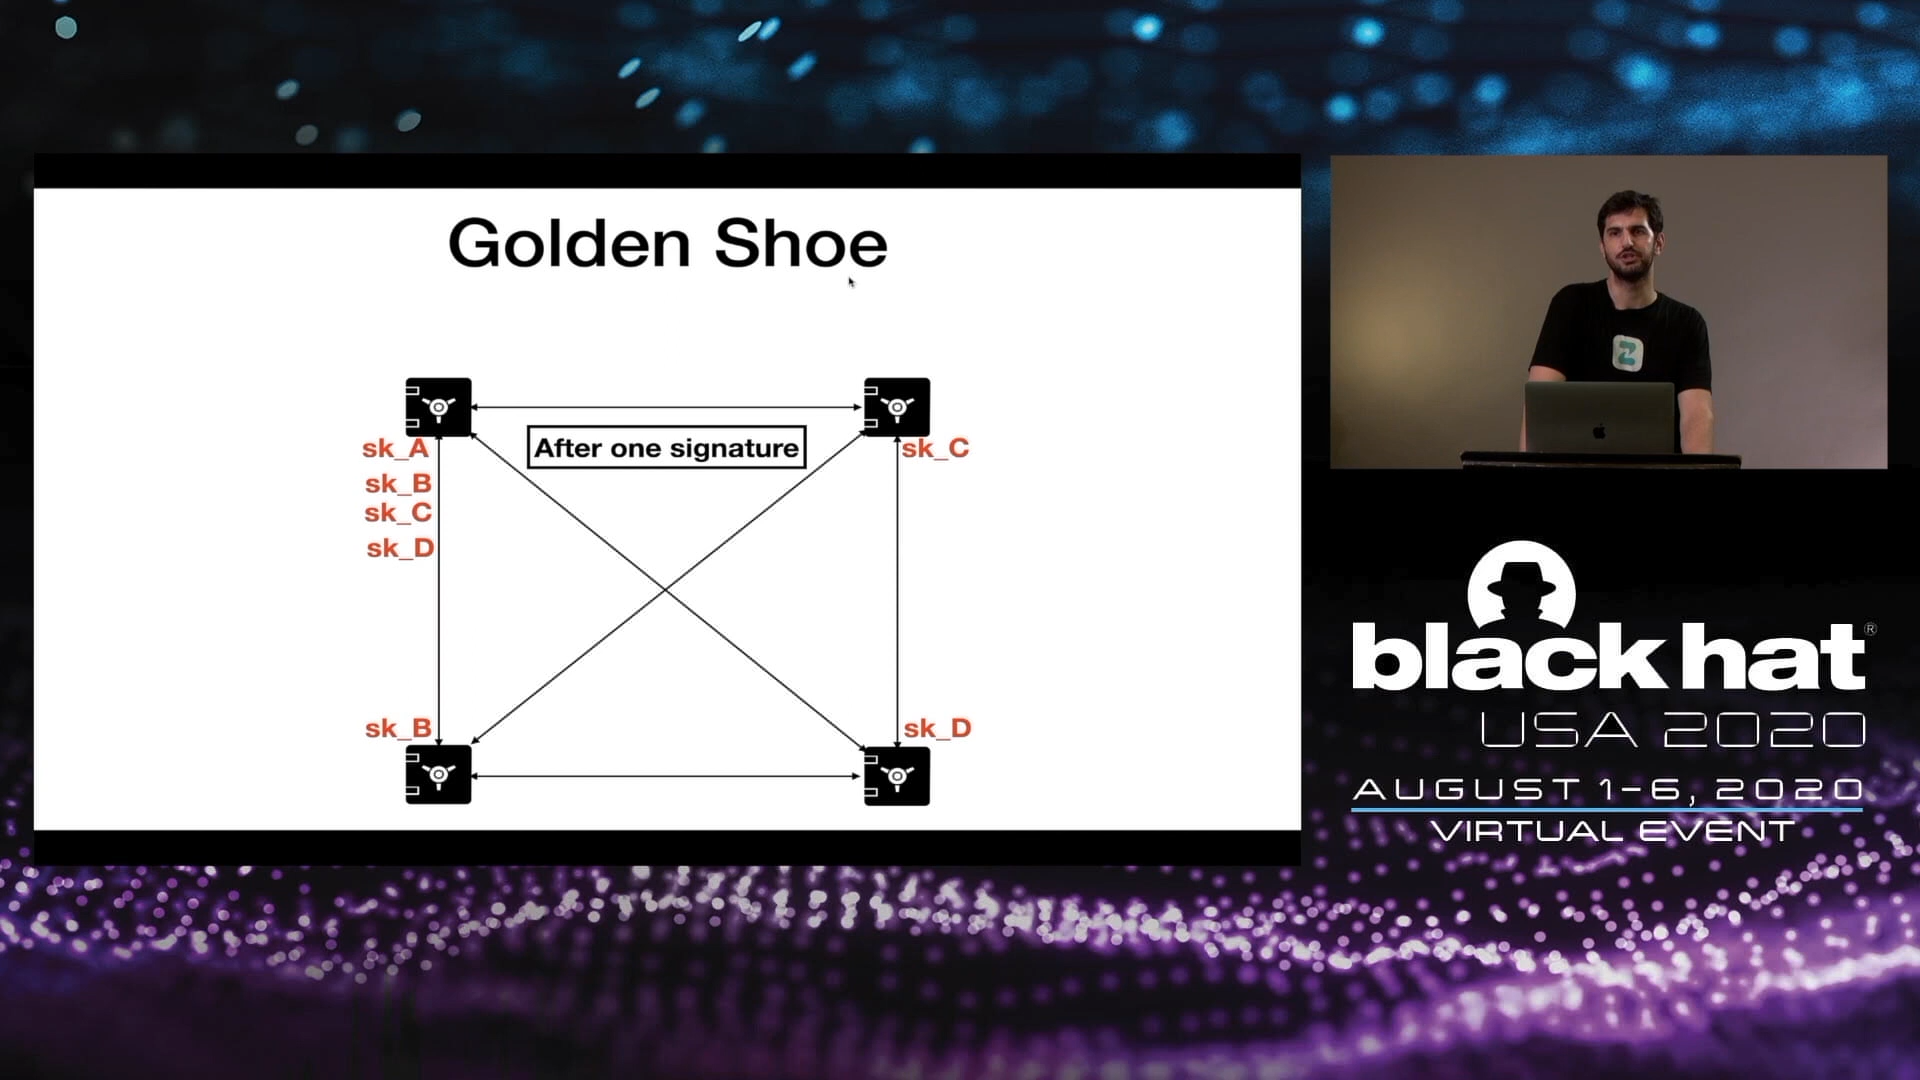 Golden Shoe
After one signature
sk_A
sk_B
sk_C
sk_D
sk_C
sk_B
sk_D
black hat®
USA 2020
AUGUST 1-6, 2020
VIRTUAL EVENT